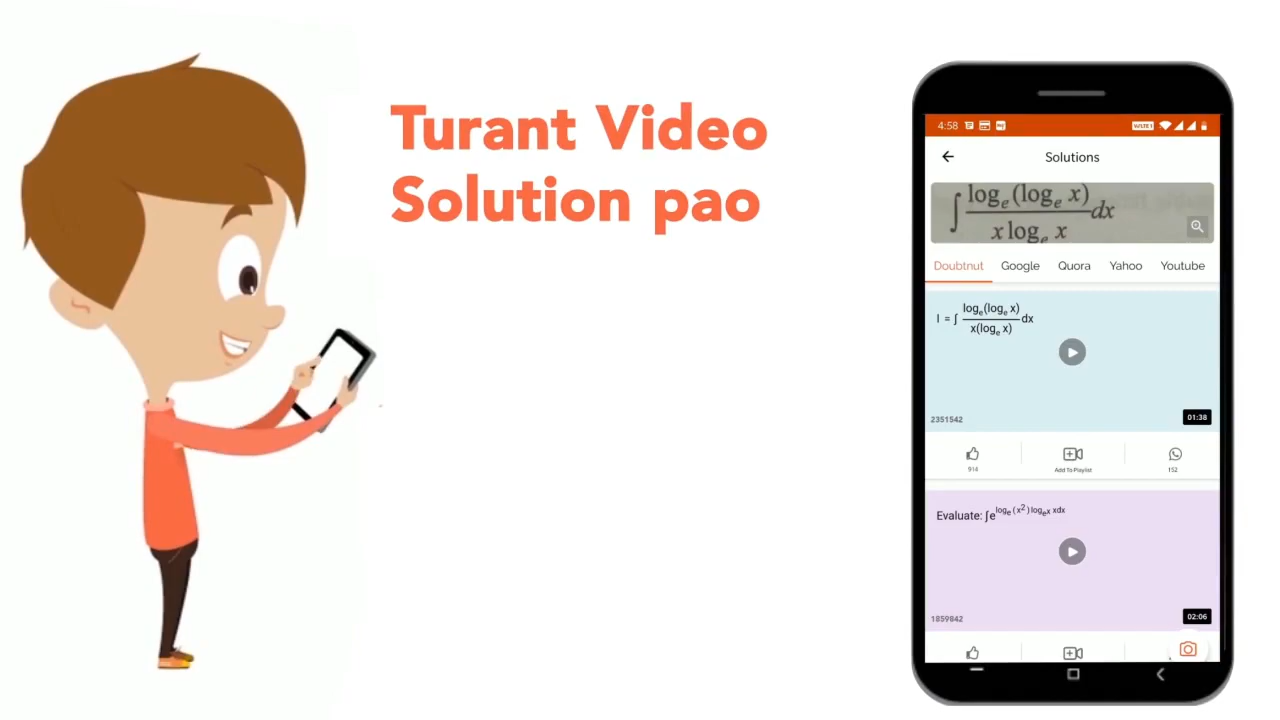 Turant Video
Solution pao
4:58
VoLTE1
Solutions
∫ logₑ(logₑ x) / x logₑ x dx
Doubtnut Google Quora Yahoo Youtube
I = ∫ logₑ(logₑ x) / x(logₑ x) dx
2351542 01:38
914 Add To Playlist 152
Evaluate: ∫e^logₑ(x²)logₑx xdx
1859842 02:06